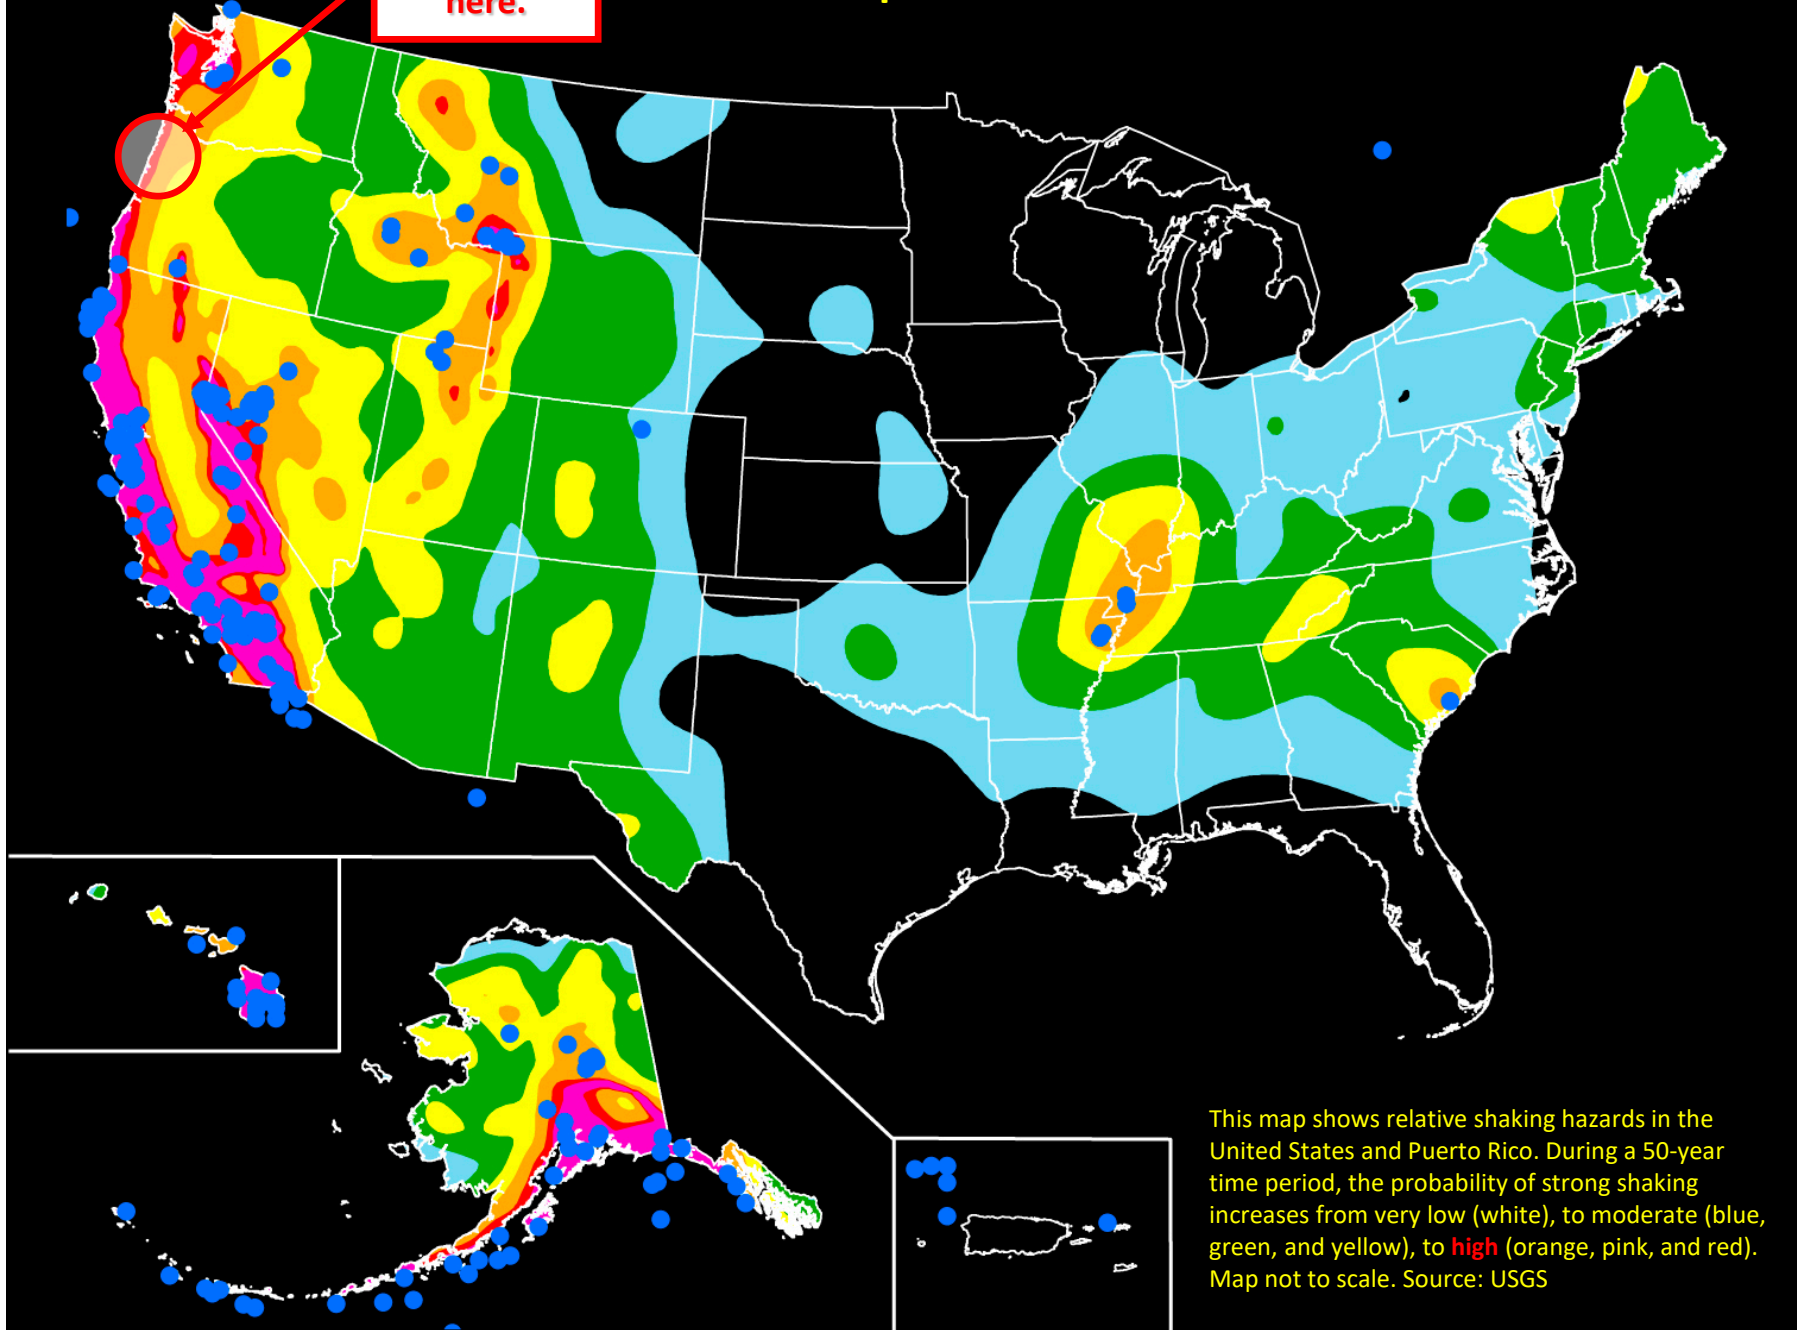 here.
This map shows relative shaking hazards in the
United States and Puerto Rico. During a 50-year
time period, the probability of strong shaking
increases from very low (white), to moderate (blue,
green, and yellow), to high (orange, pink, and red).
Map not to scale. Source: USGS